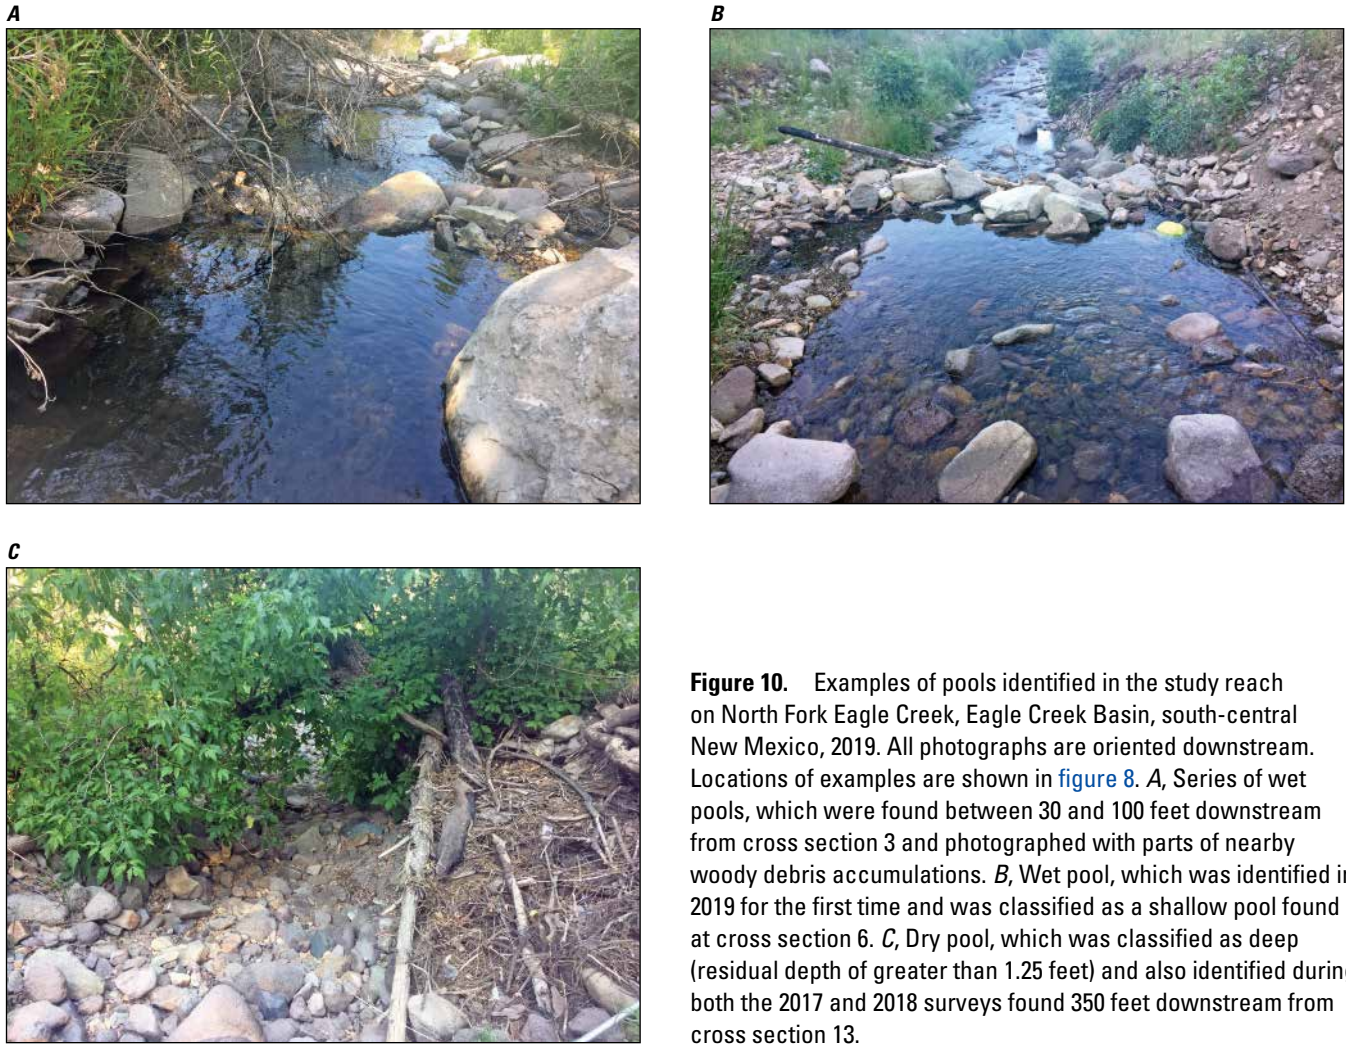 A
B
C
Figure 10. Examples of pools identified in the study reach
on North Fork Eagle Creek, Eagle Creek Basin, south-central
New Mexico, 2019. All photographs are oriented downstream.
Locations of examples are shown in figure 8. A, Series of wet
pools, which were found between 30 and 100 feet downstream
from cross section 3 and photographed with parts of nearby
woody debris accumulations. B, Wet pool, which was identified in
2019 for the first time and was classified as a shallow pool found
at cross section 6. C, Dry pool, which was classified as deep
(residual depth of greater than 1.25 feet) and also identified during
both the 2017 and 2018 surveys found 350 feet downstream from
cross section 13.